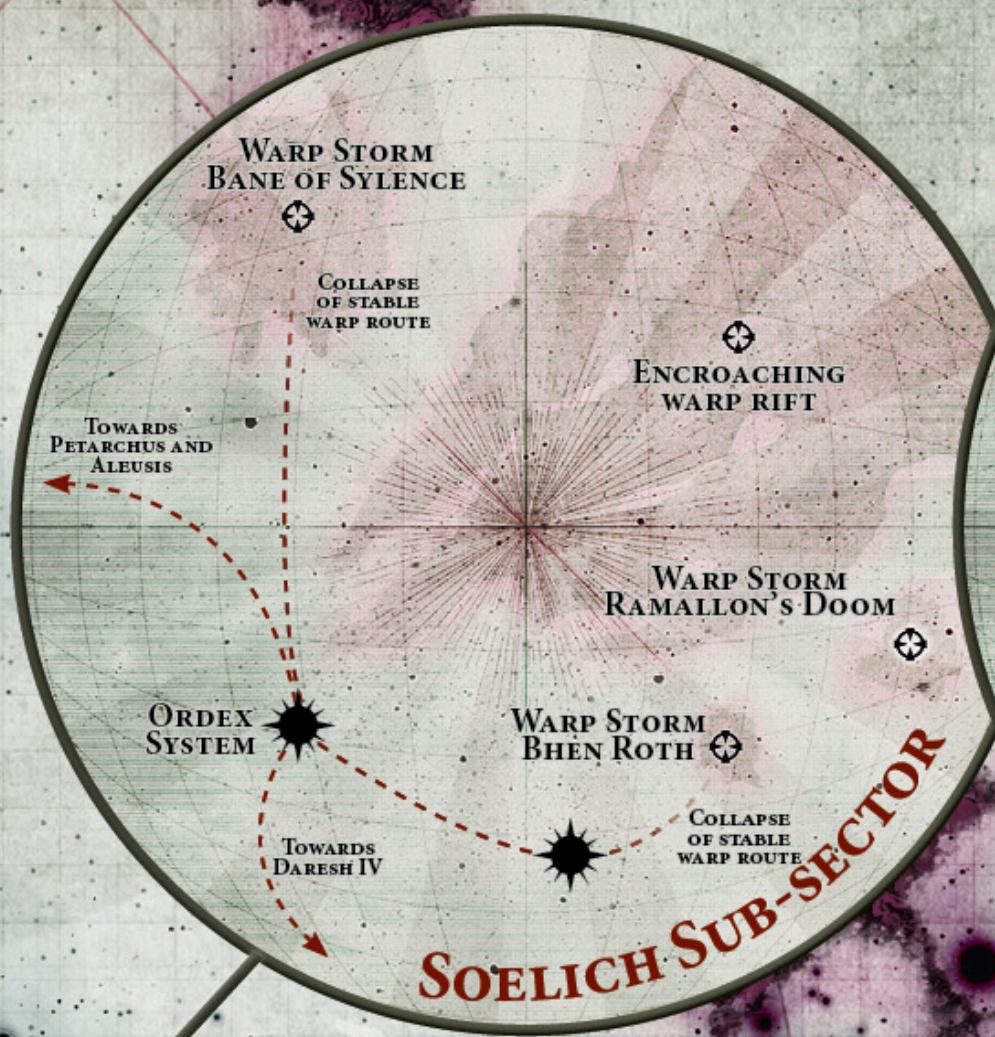 Warp Storm
Bane of Sylence
Collapse
of stable
warp route
Encroaching
warp rift
Towards
Petarchus and
Aleusis
Warp Storm
Ramallon's Doom
Ordex
System
Warp Storm
Bhen Roth
Collapse
of stable
warp route
Towards
Daresh IV
Soelich Sub-sector